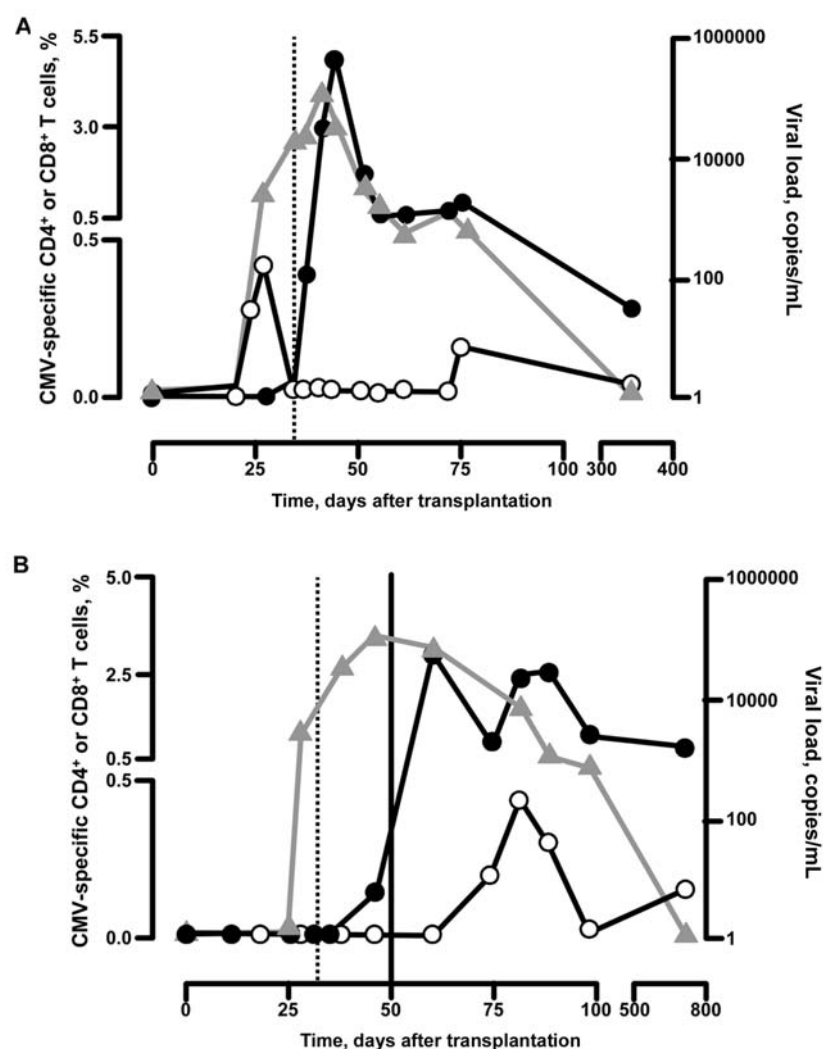 A
CMV-specific CD4+ or CD8+ T cells, %
5.5
3.0
0.5
0.5
0.0
1000000
10000
100
1
Viral load, copies/mL
0 25 50 75 100 300 400
Time, days after transplantation
B
CMV-specific CD4+ or CD8+ T cells, %
5.0
2.5
0.5
0.5
0.0
1000000
10000
100
1
Viral load, copies/mL
0 25 50 75 100 500 800
Time, days after transplantation